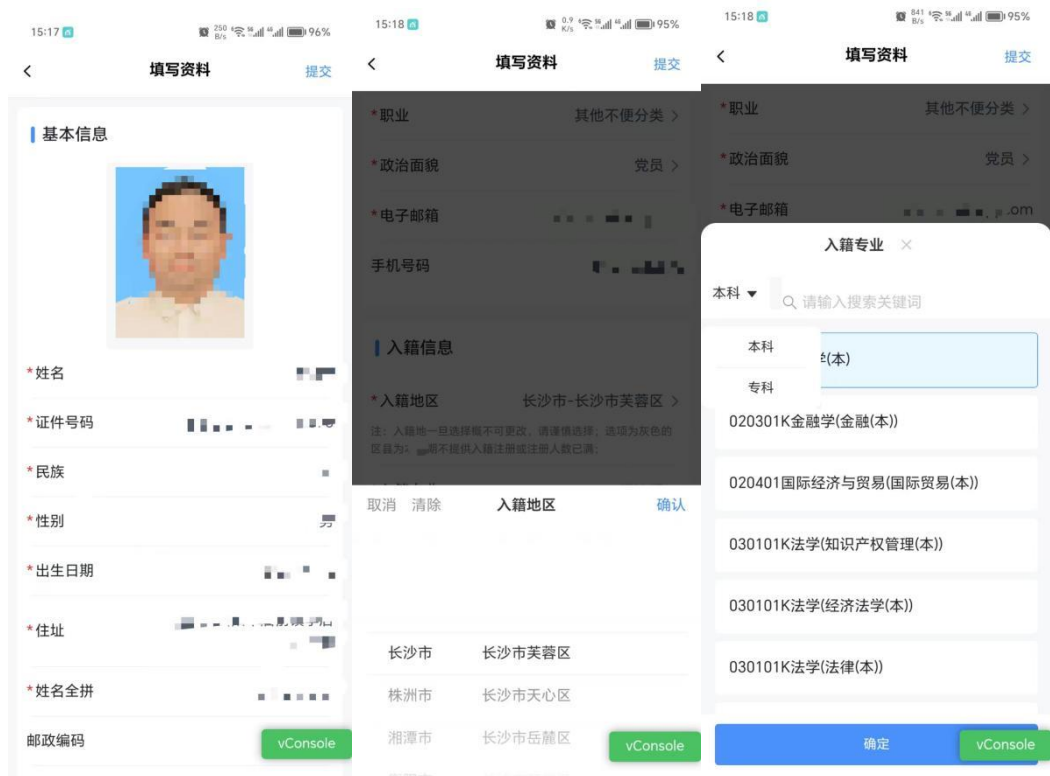 15:17
250
B/s
96%
填写资料
提交
基本信息
*姓名
*证件号码
*民族
*性别
*出生日期
*住址
*姓名全拼
邮政编码
vConsole
15:18
0.9
K/s
95%
填写资料
提交
*职业
其他不便分类 >
*政治面貌
党员 >
*电子邮箱
手机号码
入籍信息
*入籍地区
长沙市-长沙市芙蓉区 >
注:入籍地一旦选择概不可更改,请谨慎选择;选项为灰色的
期不提供入籍注册或注册人数已满;
取消 清除
入籍地区
确认
长沙市 长沙市芙蓉区
株洲市 长沙市天心区
湘潭市 长沙市岳麓区
vConsole
15:18
841
B/s
95%
填写资料
提交
*职业
其他不便分类 >
*政治面貌
党员 >
*电子邮箱
.om
入籍专业 ×
本科 ▼
请输入搜索关键词
本科
专科
学(本)
020301K金融学(金融(本))
020401国际经济与贸易(国际贸易(本))
030101K法学(知识产权管理(本))
030101K法学(经济法学(本))
030101K法学(法律(本))
确定
vConsole